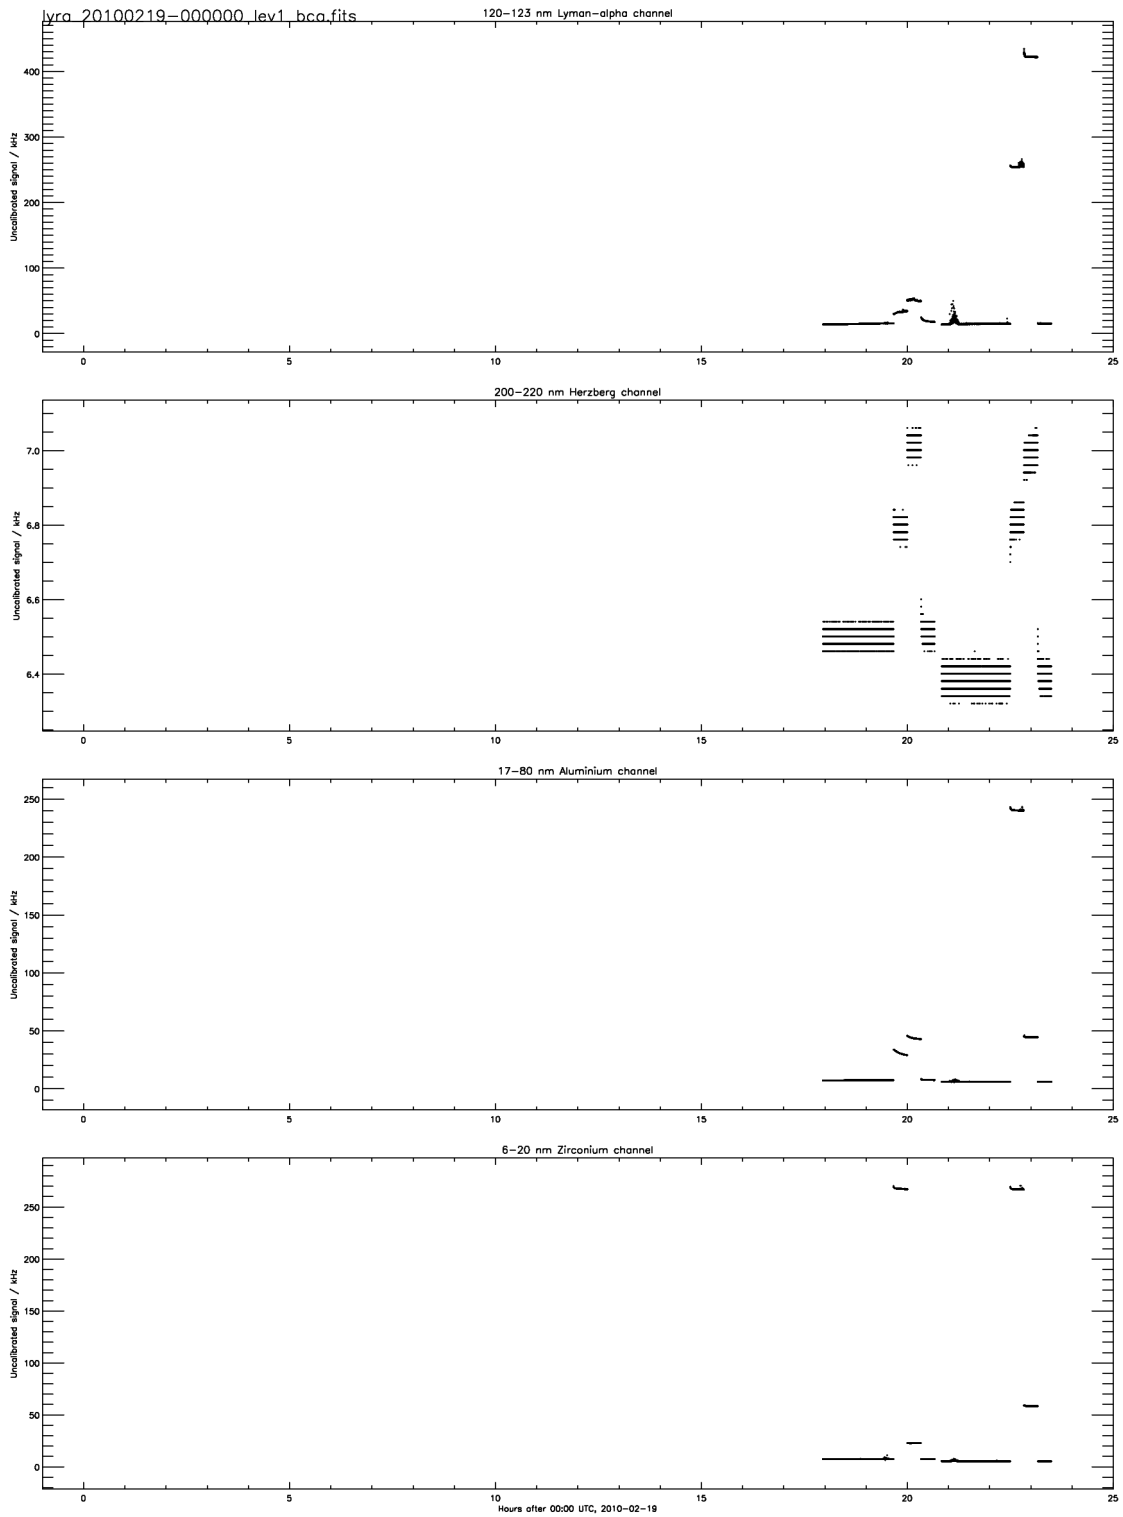 lyra_20100219-000000_lev1_bca.fits
120-123 nm Lyman-alpha channel
Uncalibrated signal / kHz
400
300
200
100
0
0 5 10 15 20 25
200-220 nm Herzberg channel
Uncalibrated signal / kHz
7.0
6.8
6.6
6.4
0 5 10 15 20 25
17-80 nm Aluminium channel
Uncalibrated signal / kHz
250
200
150
100
50
0
0 5 10 15 20 25
6-20 nm Zirconium channel
Uncalibrated signal / kHz
250
200
150
100
50
0
0 5 10 15 20 25
Hours after 00:00 UTC, 2010-02-19